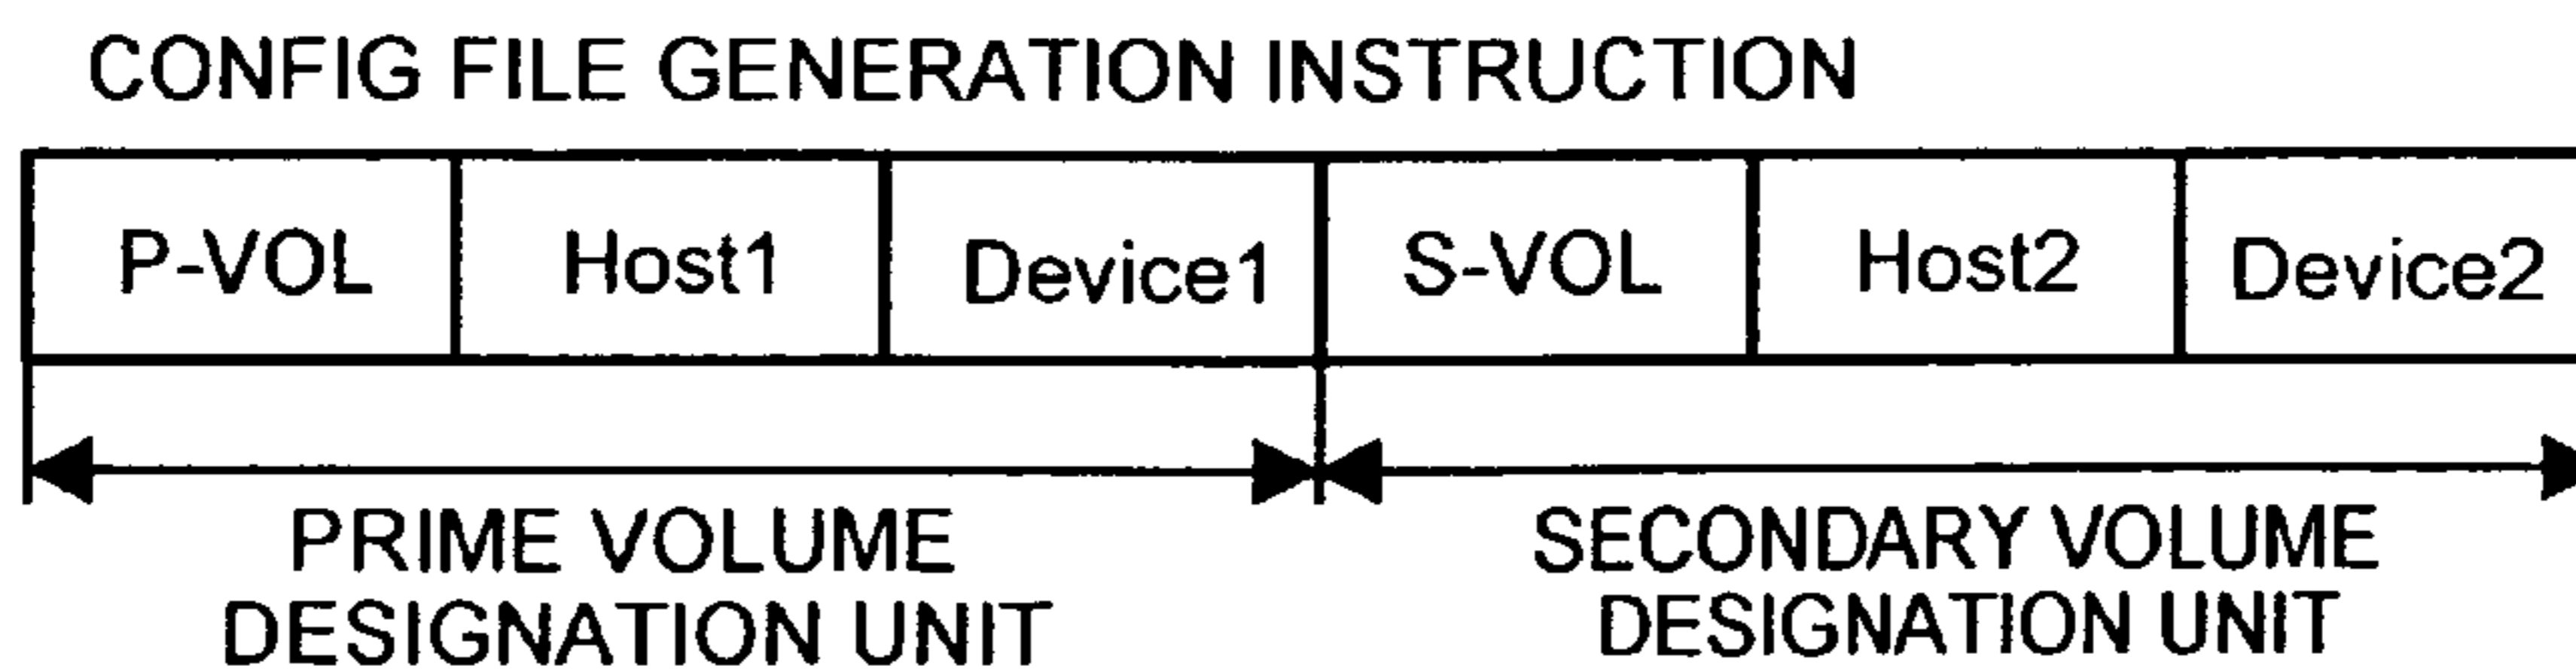 CONFIG FILE GENERATION INSTRUCTION
P-VOL Host1 Device1 S-VOL Host2 Device2
PRIME VOLUME
DESIGNATION UNIT
SECONDARY VOLUME
DESIGNATION UNIT